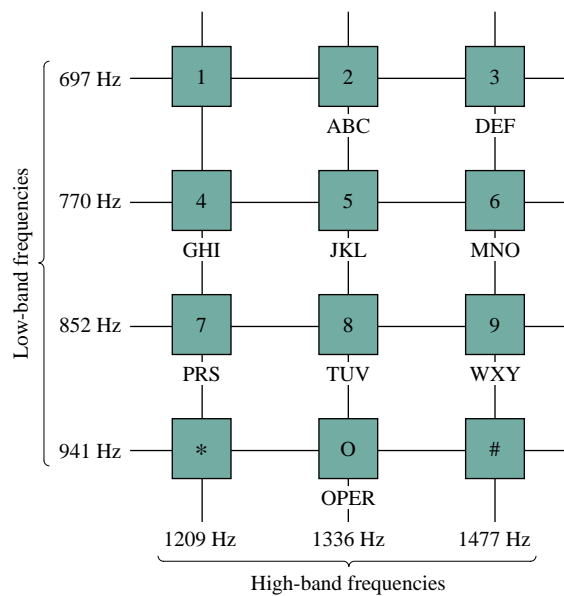 697 Hz 1 2 3
ABC DEF
770 Hz 4 5 6
GHI JKL MNO
852 Hz 7 8 9
PRS TUV WXY
941 Hz * O #
OPER
1209 Hz 1336 Hz 1477 Hz
High-band frequencies
Low-band frequencies